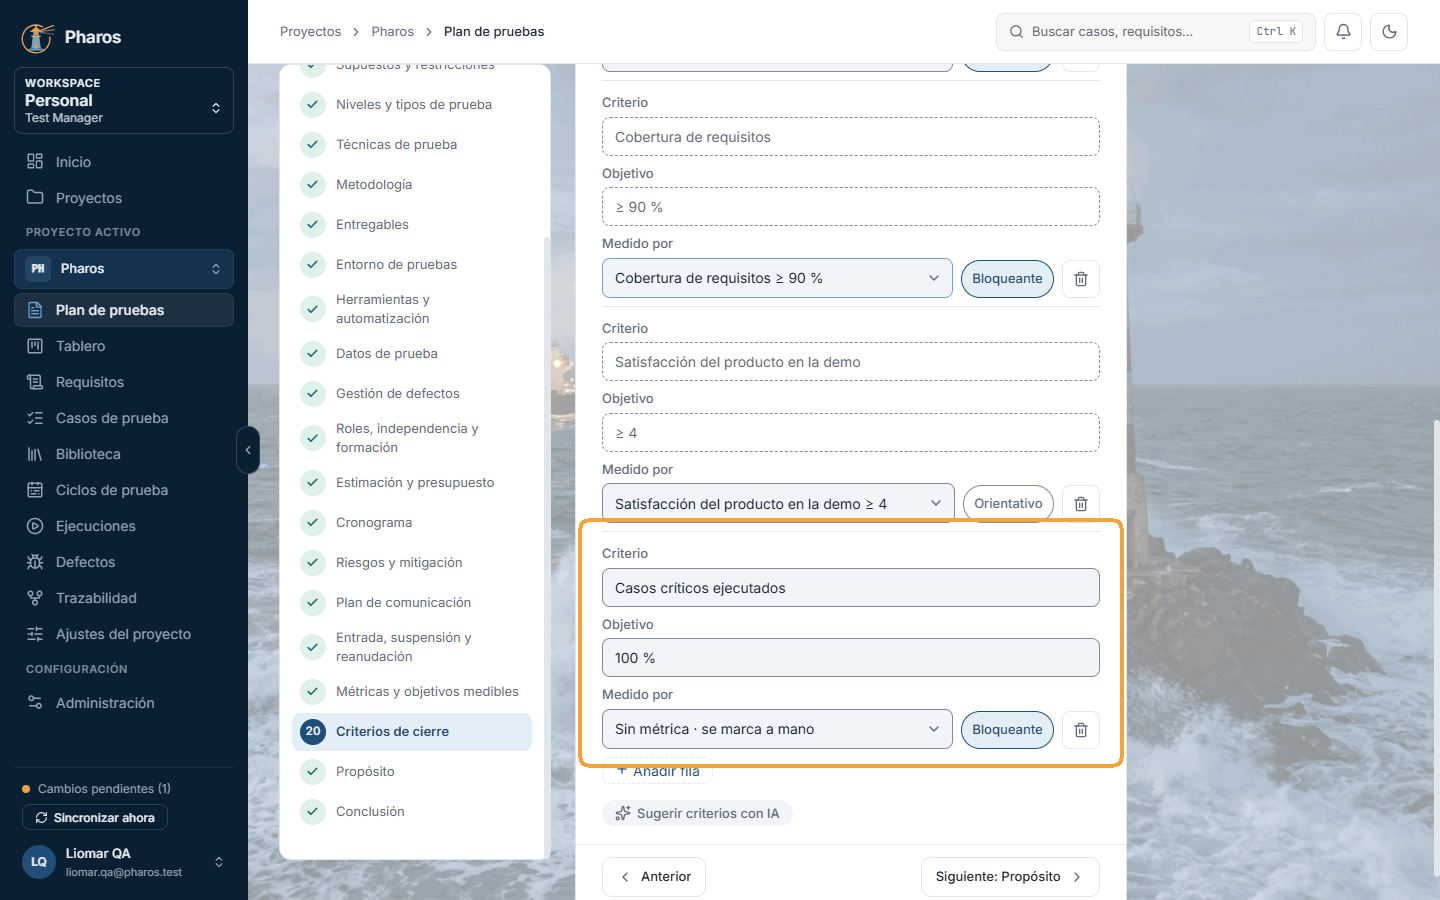 Pharos
WORKSPACE
Personal
Test Manager
Inicio
Proyectos
PROYECTO ACTIVO
PH Pharos
Plan de pruebas
Tablero
Requisitos
Casos de prueba
Biblioteca
Ciclos de prueba
Ejecuciones
Defectos
Trazabilidad
Ajustes del proyecto
CONFIGURACIÓN
Administración
Cambios pendientes (1)
Sincronizar ahora
LQ
Liomar QA
liomar.qa@pharos.test
Proyectos > Pharos > Plan de pruebas
Buscar casos, requisitos... Ctrl K
Supuestos y restricciones
Niveles y tipos de prueba
Técnicas de prueba
Metodología
Entregables
Entorno de pruebas
Herramientas y
automatización
Datos de prueba
Gestión de defectos
Roles, independencia y
formación
Estimación y presupuesto
Cronograma
Riesgos y mitigación
Plan de comunicación
Entrada, suspensión y
reanudación
Métricas y objetivos medibles
20 Criterios de cierre
Propósito
Conclusión
Criterio
Cobertura de requisitos
Objetivo
≥ 90 %
Medido por
Cobertura de requisitos ≥ 90 % Bloqueante
Criterio
Satisfacción del producto en la demo
Objetivo
≥ 4
Medido por
Satisfacción del producto en la demo ≥ 4 Orientativo
Criterio
Casos críticos ejecutados
Objetivo
100 %
Medido por
Sin métrica · se marca a mano Bloqueante
+ Añadir fila
Sugerir criterios con IA
Anterior
Siguiente: Propósito